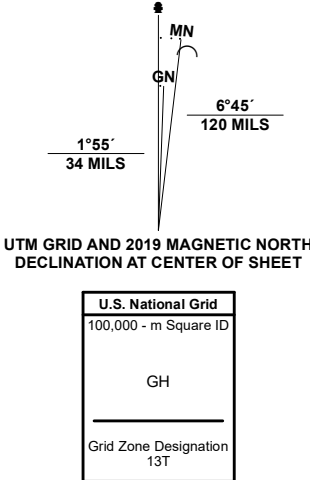 MN
GN
6°45´
120 MILS
1°55´
34 MILS
UTM GRID AND 2019 MAGNETIC NORTH
DECLINATION AT CENTER OF SHEET
U.S. National Grid
100,000 - m Square ID
GH
Grid Zone Designation
13T